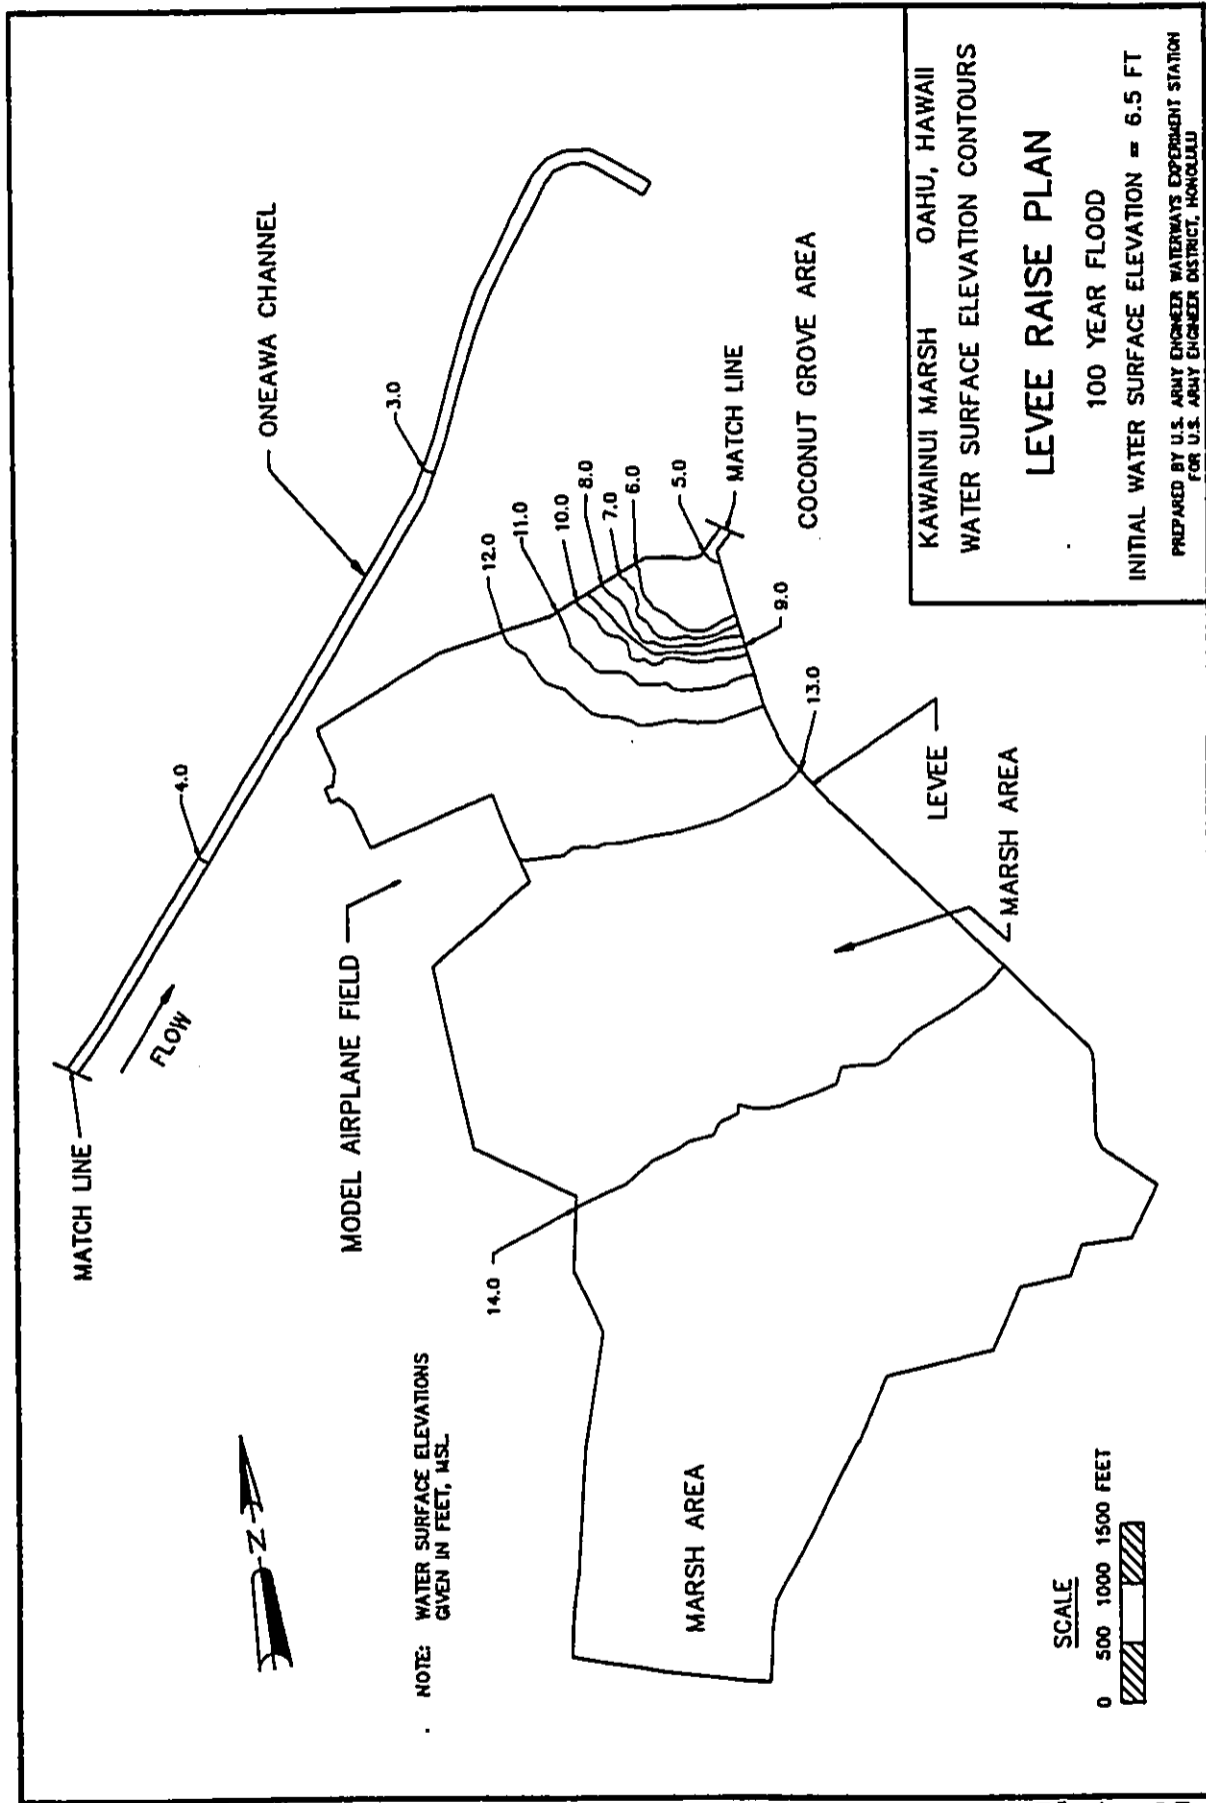 MATCH LINE
FLOW
4.0
ONEAWA CHANNEL
3.0
MODEL AIRPLANE FIELD
14.0
12.0
11.0
10.0
8.0
7.0
6.0
5.0
MATCH LINE
COCONUT GROVE AREA
9.0
13.0
LEVEE
MARSH AREA
MARSH AREA
N
NOTE: WATER SURFACE ELEVATIONS
GIVEN IN FEET, MSL.
SCALE
0 500 1000 1500 FEET
KAWAINUI MARSH OAHU, HAWAII
WATER SURFACE ELEVATION CONTOURS
LEVEE RAISE PLAN
100 YEAR FLOOD
INITIAL WATER SURFACE ELEVATION = 6.5 FT
PREPARED BY U.S. ARMY ENGINEER WATERWAYS EXPERIMENT STATION
FOR U.S. ARMY ENGINEER DISTRICT, HONOLULU